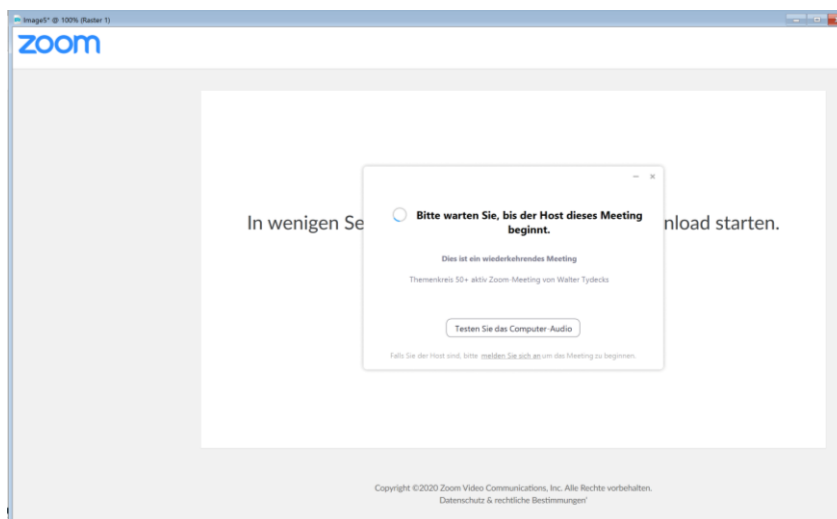 Image5* @ 100% (Raster 1)
zoom
In wenigen Se
nload starten.
Bitte warten Sie, bis der Host dieses Meeting
beginnt.
Dies ist ein wiederkehrendes Meeting
Themenkreis 50+ aktiv Zoom-Meeting von Walter Tydecks
Testen Sie das Computer-Audio
Falls Sie der Host sind, bitte melden Sie sich an um das Meeting zu beginnen.
Copyright ©2020 Zoom Video Communications, Inc. Alle Rechte vorbehalten.
Datenschutz & rechtliche Bestimmungen'